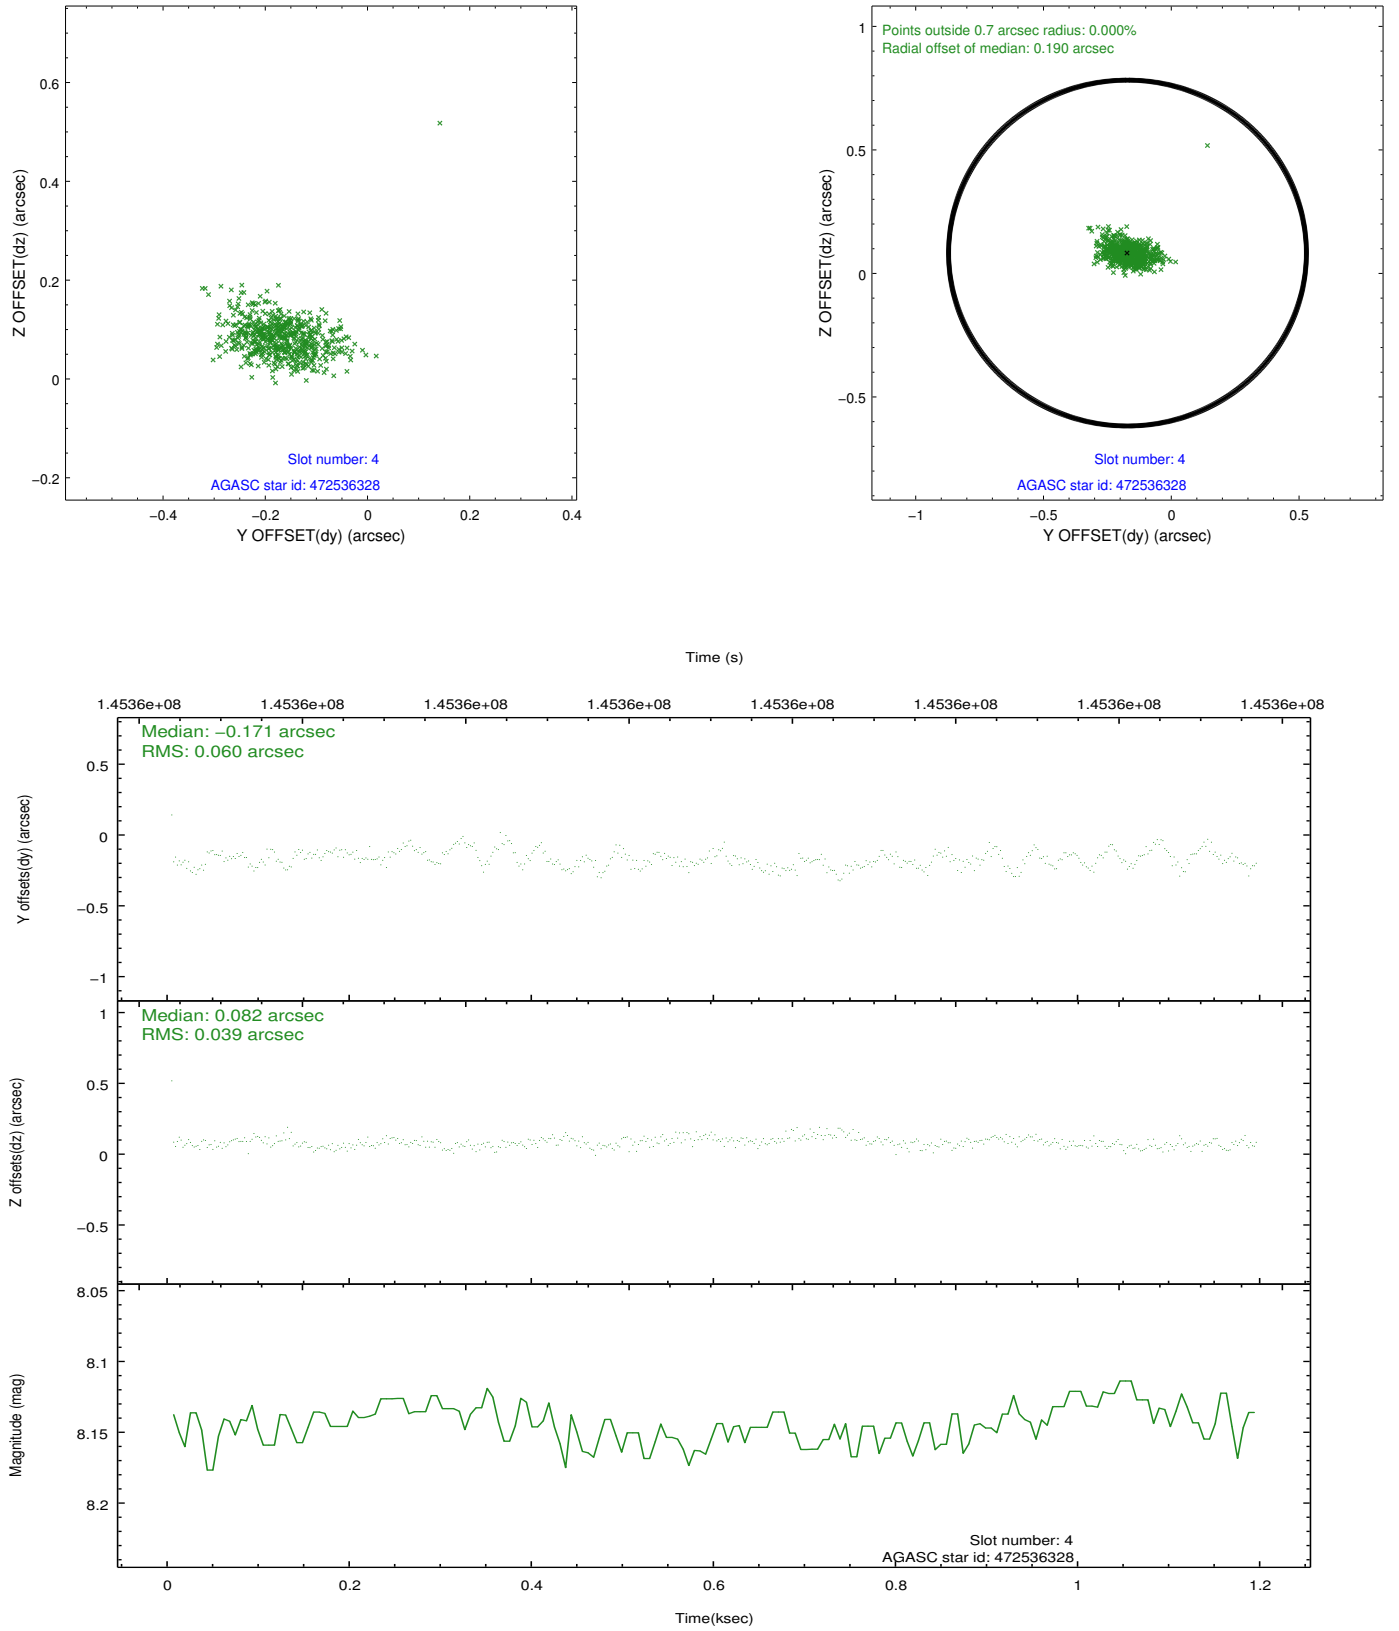 0.6
0.4
0.2
0
−0.2
Z OFFSET(dz) (arcsec)
Slot number: 4
AGASC star id: 472536328
−0.4
−0.2
0
0.2
0.4
Y OFFSET(dy) (arcsec)
Points outside 0.7 arcsec radius: 0.000%
Radial offset of median: 0.190 arcsec
1
0.5
0
−0.5
Z OFFSET(dz) (arcsec)
Slot number: 4
AGASC star id: 472536328
−1
−0.5
0
0.5
Y OFFSET(dy) (arcsec)
Time (s)
1.4536e+08 1.4536e+08 1.4536e+08 1.4536e+08 1.4536e+08 1.4536e+08 1.4536e+08 1.4536e+08
Median: −0.171 arcsec
RMS: 0.060 arcsec
0.5
0
−0.5
−1
Y offsets(dy) (arcsec)
Median: 0.082 arcsec
RMS: 0.039 arcsec
1
0.5
0
−0.5
Z offsets(dz) (arcsec)
8.05
8.1
8.15
8.2
Magnitude (mag)
Slot number: 4
AGASC star id: 472536328
0
0.2
0.4
0.6
0.8
1
1.2
Time(ksec)